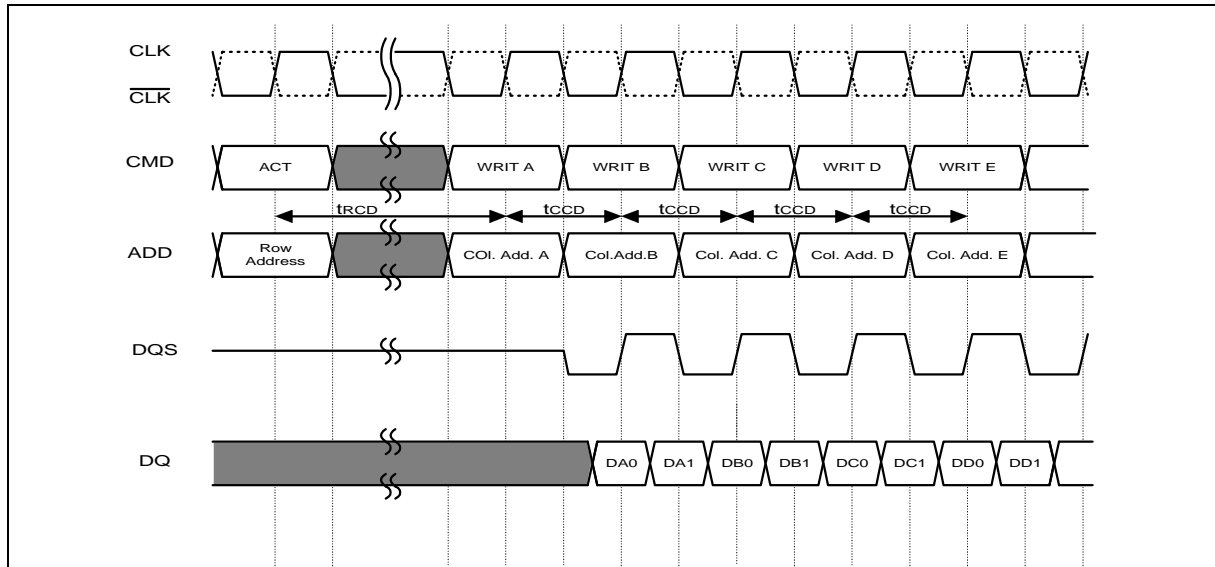 CLK
CLK
CMD
ACT
WRIT A
WRIT B
WRIT C
WRIT D
WRIT E
tRCD
tCCD
tCCD
tCCD
tCCD
ADD
Row
Address
COl. Add. A
Col.Add.B
Col. Add. C
Col. Add. D
Col. Add. E
DQS
DQ
DA0
DA1
DB0
DB1
DC0
DC1
DD0
DD1